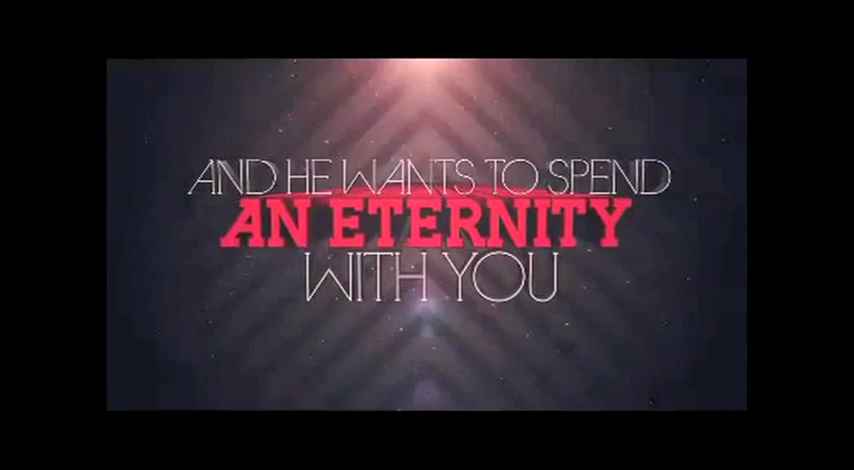 AND HE WANTS TO SPEND
AN ETERNITY
WITH YOU